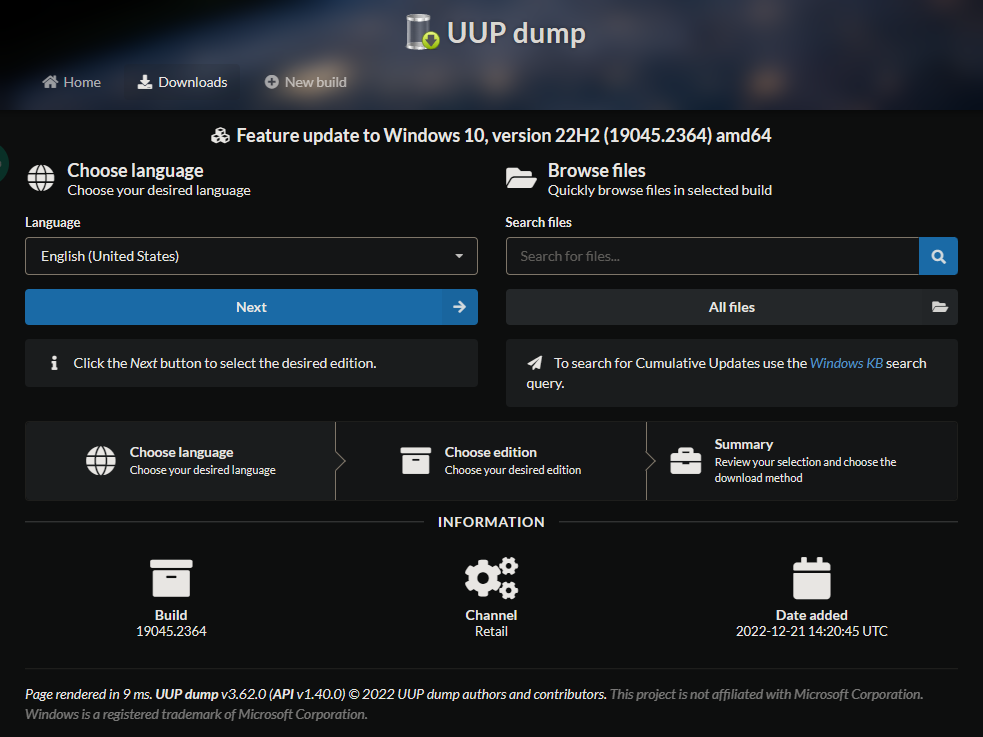 UUP dump
Home
Downloads
New build
Feature update to Windows 10, version 22H2 (19045.2364) amd64
Choose language
Choose your desired language
Browse files
Quickly browse files in selected build
Language
Search files
English (United States)
Search for files...
Next
All files
Click the Next button to select the desired edition.
To search for Cumulative Updates use the Windows KB search
query.
Choose language
Choose your desired language
Choose edition
Choose your desired edition
Summary
Review your selection and choose the
download method
INFORMATION
Build
19045.2364
Channel
Retail
Date added
2022-12-21 14:20:45 UTC
Page rendered in 9 ms. UUP dump v3.62.0 (API v1.40.0) © 2022 UUP dump authors and contributors. This project is not affiliated with Microsoft Corporation.
Windows is a registered trademark of Microsoft Corporation.